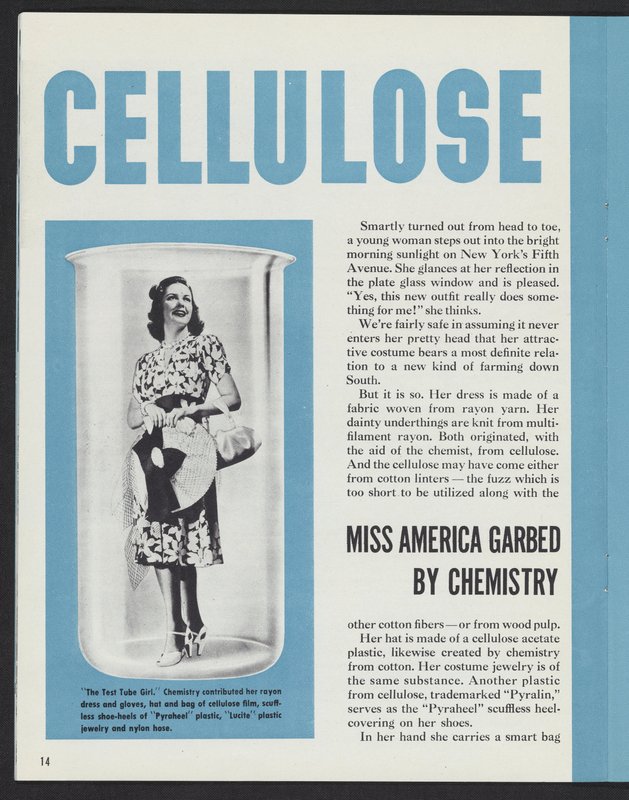 CELLULOSE
"The Test Tube Girl." Chemistry contributed her rayon
dress and gloves, hat and bag of cellulose film, scuff-
less shoe-heels of "Pyraheel" plastic, "Lucite" plastic
jewelry and nylon hose.
Smartly turned out from head to toe,
a young woman steps out into the bright
morning sunlight on New York's Fifth
Avenue. She glances at her reflection in
the plate glass window and is pleased.
"Yes, this new outfit really does some-
thing for me!" she thinks.
We're fairly safe in assuming it never
enters her pretty head that her attrac-
tive costume bears a most definite rela-
tion to a new kind of farming down
South.
But it is so. Her dress is made of a
fabric woven from rayon yarn. Her
dainty underthings are knit from multi-
filament rayon. Both originated, with
the aid of the chemist, from cellulose.
And the cellulose may have come either
from cotton linters — the fuzz which is
too short to be utilized along with the
MISS AMERICA GARBED
BY CHEMISTRY
other cotton fibers — or from wood pulp.
Her hat is made of a cellulose acetate
plastic, likewise created by chemistry
from cotton. Her costume jewelry is of
the same substance. Another plastic
from cellulose, trademarked "Pyralin,"
serves as the "Pyraheel" scuffless heel-
covering on her shoes.
In her hand she carries a smart bag
14